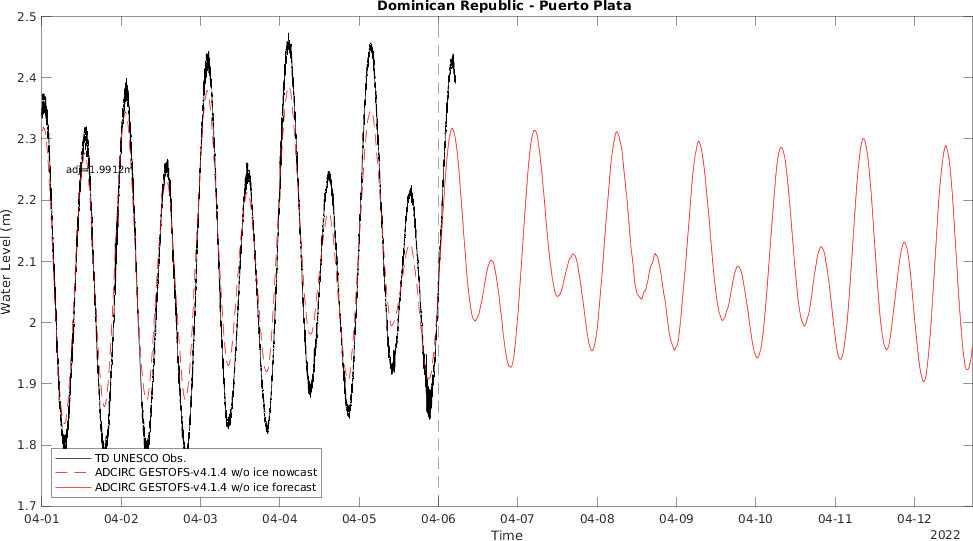 Dominican Republic - Puerto Plata
2.5
2.4
2.3
2.2
2.1
2
1.9
1.8
1.7
Water Level (m)
adj=1.9912m
TD UNESCO Obs.
ADCIRC GESTOFS-v4.1.4 w/o ice nowcast
ADCIRC GESTOFS-v4.1.4 w/o ice forecast
04-01 04-02 04-03 04-04 04-05 04-06 04-07 04-08 04-09 04-10 04-11 04-12
Time
2022